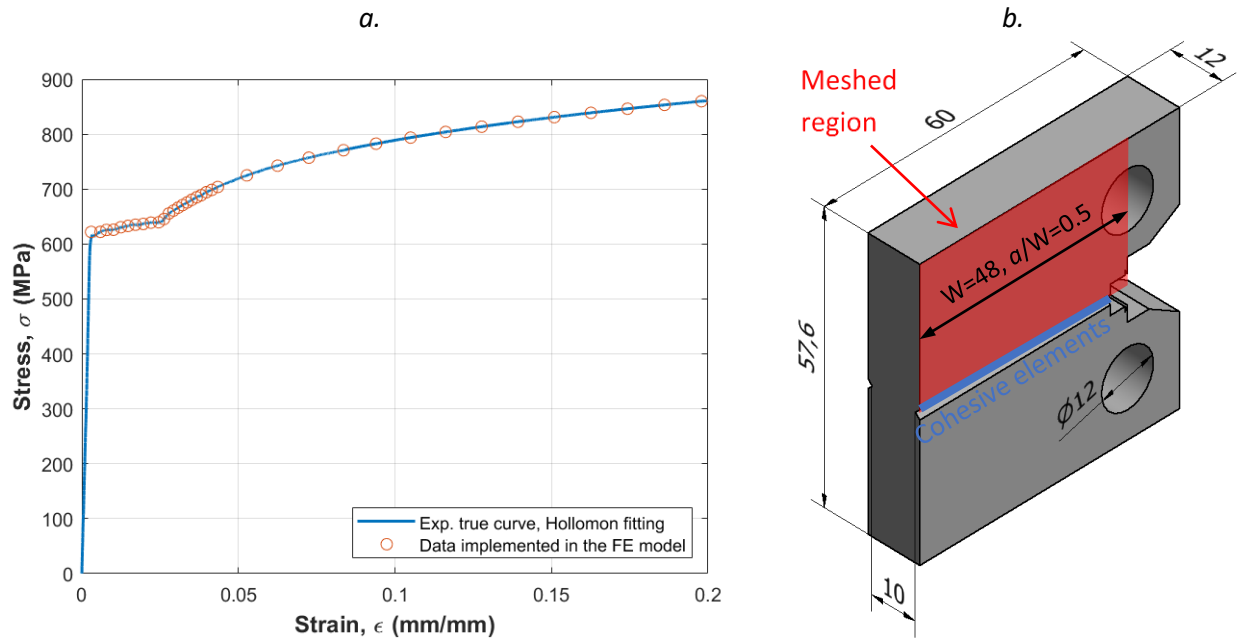 a.
900
800
700
600
500
400
300
200
100
0
0
0.05
0.1
0.15
0.2
Stress, σ (MPa)
Strain, ϵ (mm/mm)
Exp. true curve, Hollomon fitting
Data implemented in the FE model
b.
Meshed
region
60
12
W=48, a/W=0.5
57,6
Cohesive elements
Ø12
10